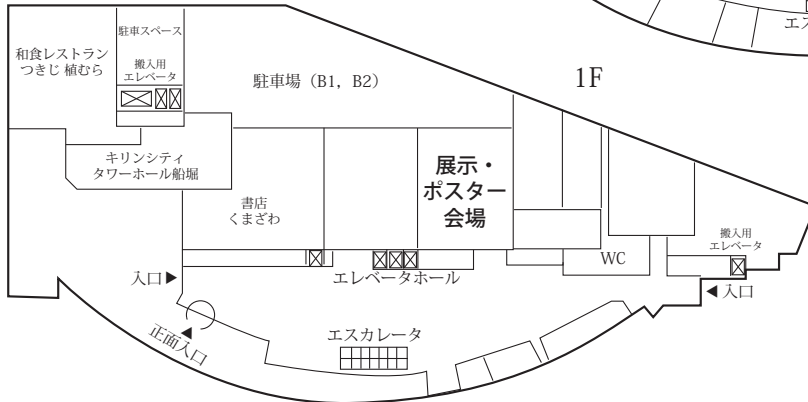 エス
和食レストラン
つきじ 植むら
駐車スペース
搬入用
エレベータ
駐車場（B1，B2）
1F
キリンシティ
タワーホール船堀
書店
くまざわ
展示・
ポスター
会場
搬入用
エレベータ
WC
入口▶
エレベータホール
◀入口
正面入口
エスカレータ